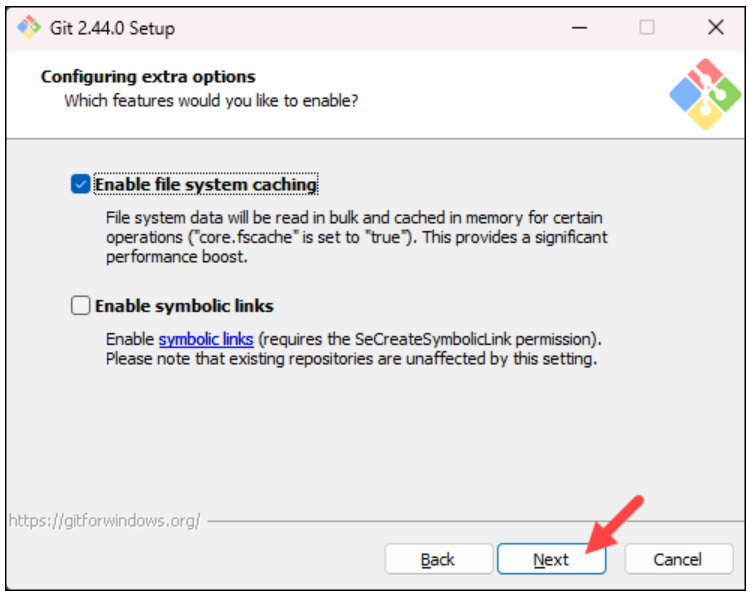 Git 2.44.0 Setup
Configuring extra options
Which features would you like to enable?
Enable file system caching
File system data will be read in bulk and cached in memory for certain
operations ("core.fscache" is set to "true"). This provides a significant
performance boost.
Enable symbolic links
Enable symbolic links (requires the SeCreateSymbolicLink permission).
Please note that existing repositories are unaffected by this setting.
https://gitforwindows.org/
Back Next Cancel